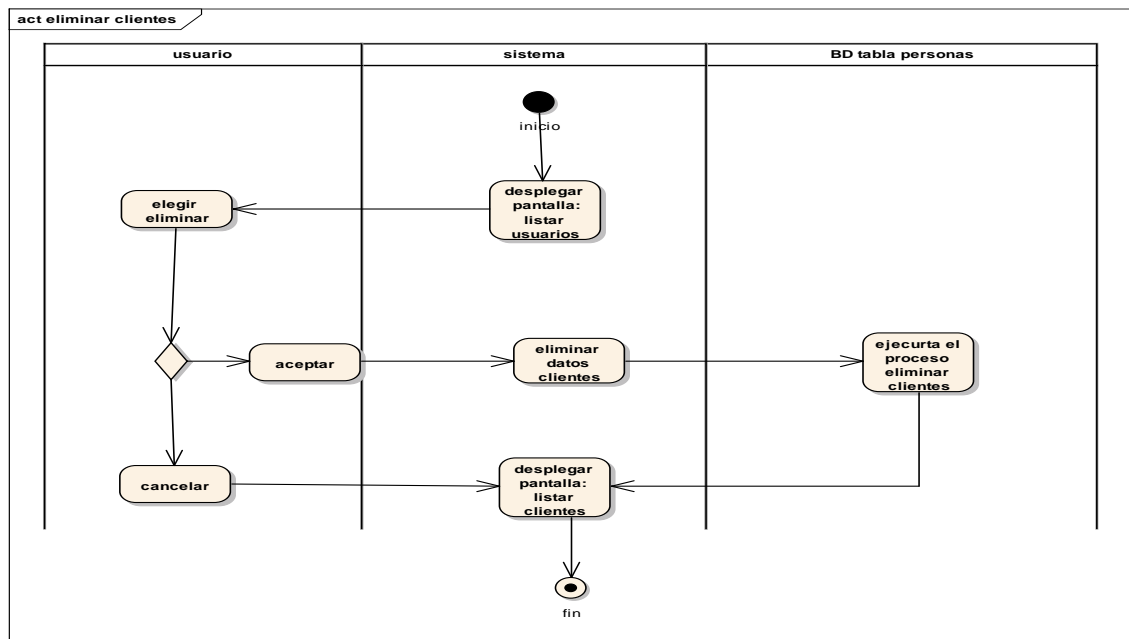 act eliminar clientes
usuario
sistema
BD tabla personas
inicio
desplegar
pantalla:
listar
usuarios
elegir
eliminar
aceptar
eliminar
datos
clientes
ejecurta el
proceso
eliminar
clientes
cancelar
desplegar
pantalla:
listar
clientes
fin